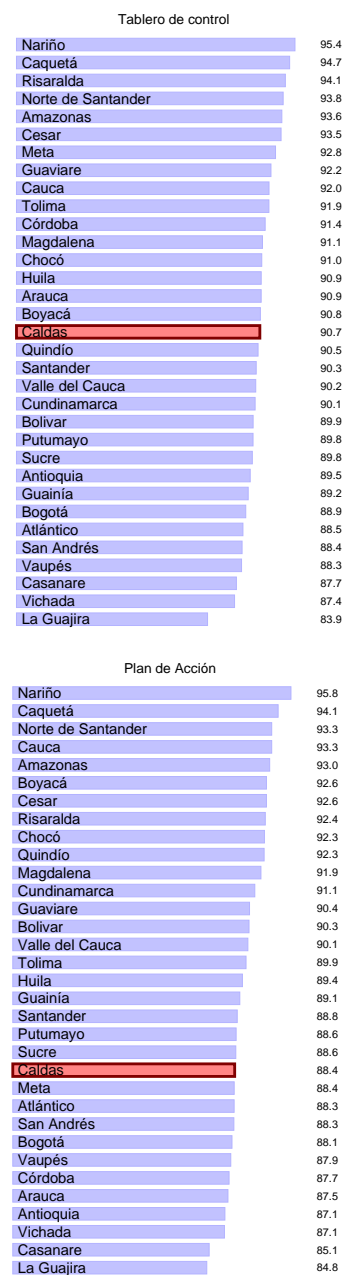 Tablero de control
Nariño 95.4
Caquetá 94.7
Risaralda 94.1
Norte de Santander 93.8
Amazonas 93.6
Cesar 93.5
Meta 92.8
Guaviare 92.2
Cauca 92.0
Tolima 91.9
Córdoba 91.4
Magdalena 91.1
Chocó 91.0
Huila 90.9
Arauca 90.9
Boyacá 90.8
Caldas 90.7
Quindío 90.5
Santander 90.3
Valle del Cauca 90.2
Cundinamarca 90.1
Bolivar 89.9
Putumayo 89.8
Sucre 89.8
Antioquia 89.5
Guainía 89.2
Bogotá 88.9
Atlántico 88.5
San Andrés 88.4
Vaupés 88.3
Casanare 87.7
Vichada 87.4
La Guajira 83.9
Plan de Acción
Nariño 95.8
Caquetá 94.1
Norte de Santander 93.3
Cauca 93.3
Amazonas 93.0
Boyacá 92.6
Cesar 92.6
Risaralda 92.4
Chocó 92.3
Quindío 92.3
Magdalena 91.9
Cundinamarca 91.1
Guaviare 90.4
Bolivar 90.3
Valle del Cauca 90.1
Tolima 89.9
Huila 89.4
Guainía 89.1
Santander 88.8
Putumayo 88.6
Sucre 88.6
Caldas 88.4
Meta 88.4
Atlántico 88.3
San Andrés 88.3
Bogotá 88.1
Vaupés 87.9
Córdoba 87.7
Arauca 87.5
Antioquia 87.1
Vichada 87.1
Casanare 85.1
La Guajira 84.8